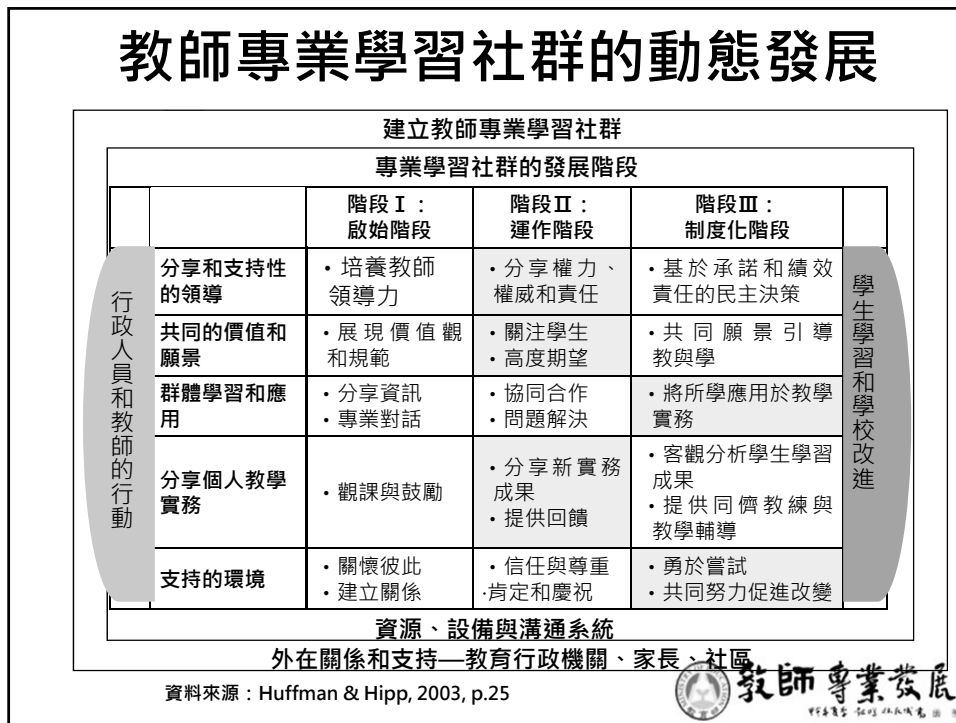 教師專業學習社群的動態發展
建立教師專業學習社群
專業學習社群的發展階段
階段Ⅰ：
啟始階段
階段Ⅱ：
運作階段
階段Ⅲ：
制度化階段
行政人員和教師的行動
分享和支持性
的領導
•培養教師
領導力
•分享權力、
權威和責任
•基於承諾和績效
責任的民主決策
共同的價值和
願景
•展現價值觀
和規範
•關注學生
•高度期望
•共同願景引導
教與學
群體學習和應
用
•分享資訊
•專業對話
•協同合作
•問題解決
•將所學應用於教學
實務
分享個人教學
實務
•觀課與鼓勵
•分享新實務
成果
•提供回饋
•客觀分析學生學習
成果
•提供同儕教練與
教學輔導
支持的環境
•關懷彼此
•建立關係
•信任與尊重
·肯定和慶祝
•勇於嘗試
•共同努力促進改變
學生學習和學校改進
資源、設備與溝通系統
外在關係和支持—教育行政機關、家長、社區
資料來源：Huffman & Hipp, 2003, p.25
教師專業發展